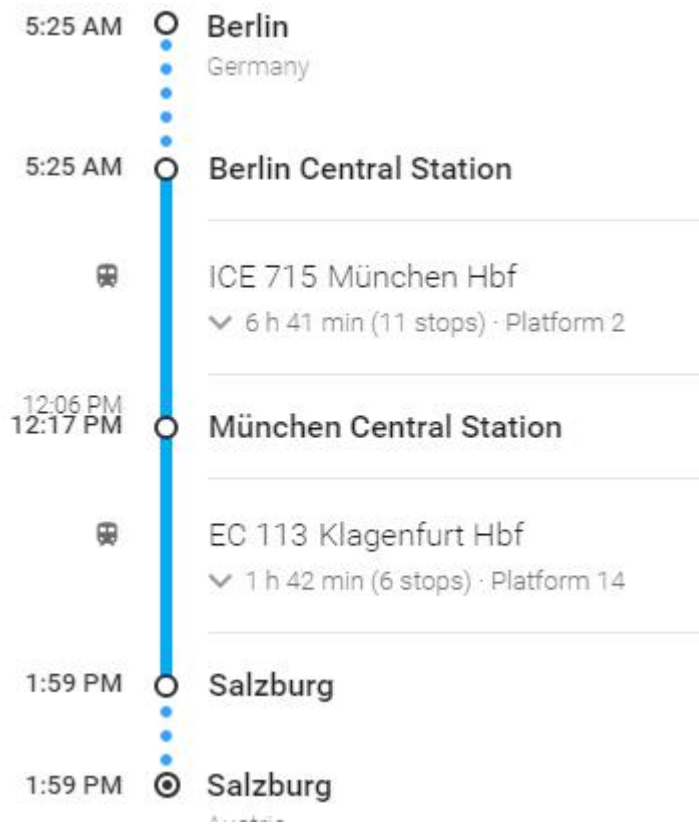 5:25 AM Berlin
Germany
5:25 AM Berlin Central Station
ICE 715 München Hbf
6 h 41 min (11 stops) · Platform 2
12:06 PM
12:17 PM München Central Station
EC 113 Klagenfurt Hbf
1 h 42 min (6 stops) · Platform 14
1:59 PM Salzburg
1:59 PM Salzburg
Austria